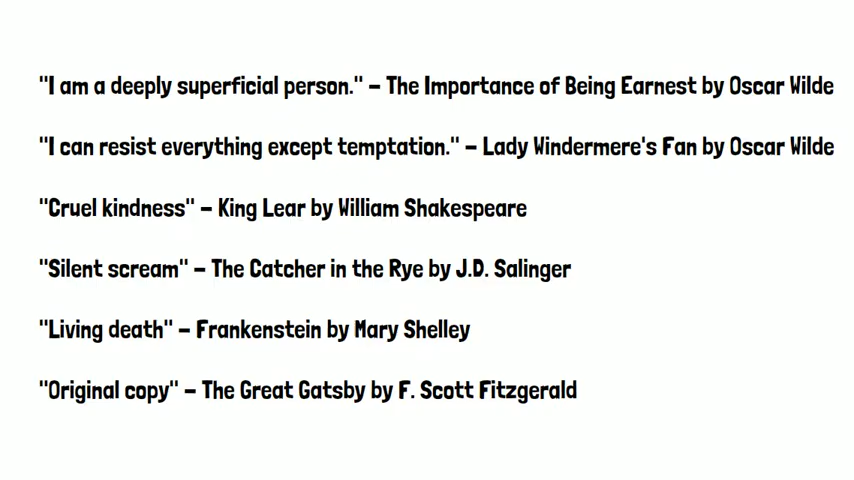 "I am a deeply superficial person." – The Importance of Being Earnest by Oscar Wilde
"I can resist everything except temptation." – Lady Windermere's Fan by Oscar Wilde
"Cruel kindness" – King Lear by William Shakespeare
"Silent scream" – The Catcher in the Rye by J.D. Salinger
"Living death" – Frankenstein by Mary Shelley
"Original copy" – The Great Gatsby by F. Scott Fitzgerald